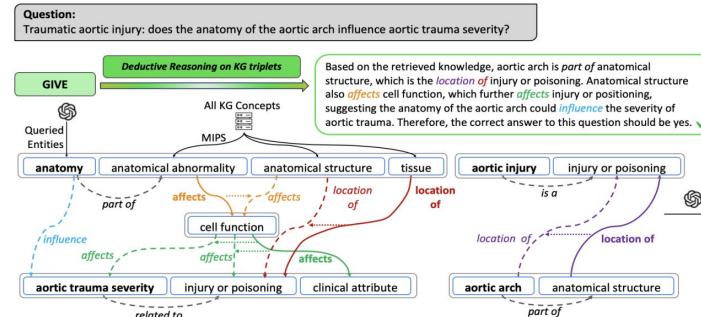 Question:
Traumatic aortic injury: does the anatomy of the aortic arch influence aortic trauma severity?
GIVE
Deductive Reasoning on KG triplets
Based on the retrieved knowledge, aortic arch is part of anatomical
structure, which is the location of injury or poisoning. Anatomical structure
also affects cell function, which further affects injury or positioning,
suggesting the anatomy of the aortic arch could influence the severity of
aortic trauma. Therefore, the correct answer to this question should be yes.
Queried
Entities
All KG Concepts
MIPS
anatomy anatomical abnormality anatomical structure tissue
aortic injury injury or poisoning
part of
affects
affects
location
of
location
of
is a
influence
cell function
affects
affects
affects
location of
location of
aortic trauma severity injury or poisoning clinical attribute
aortic arch anatomical structure
related to
part of